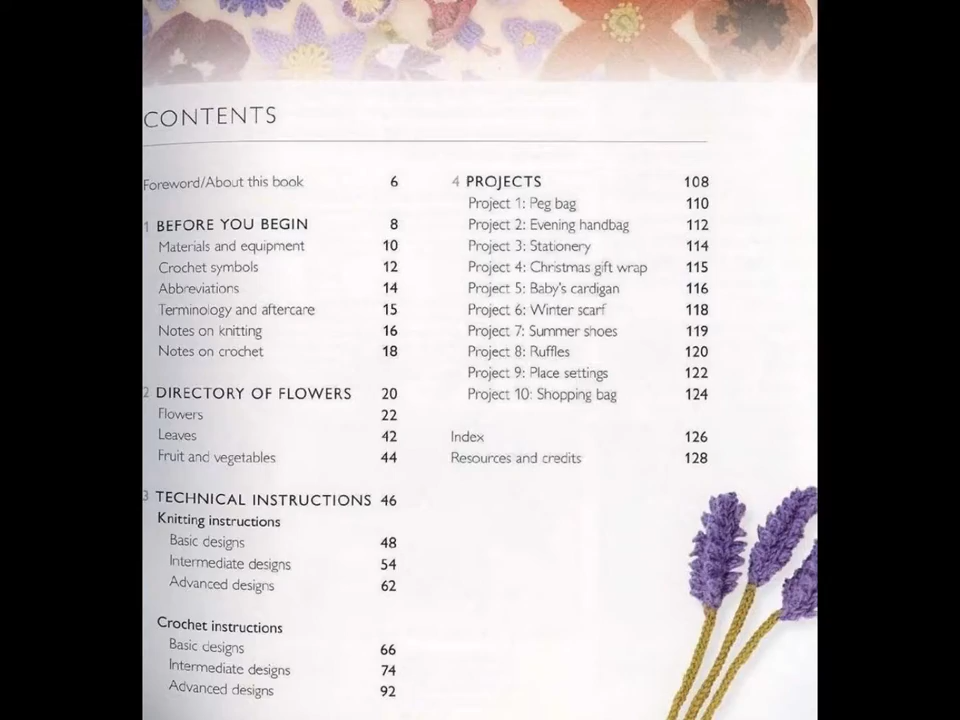 CONTENTS
Foreword/About this book 6
1 BEFORE YOU BEGIN 8
Materials and equipment 10
Crochet symbols 12
Abbreviations 14
Terminology and aftercare 15
Notes on knitting 16
Notes on crochet 18
2 DIRECTORY OF FLOWERS 20
Flowers 22
Leaves 42
Fruit and vegetables 44
3 TECHNICAL INSTRUCTIONS 46
Knitting instructions
Basic designs 48
Intermediate designs 54
Advanced designs 62
Crochet instructions
Basic designs 66
Intermediate designs 74
Advanced designs 92
4 PROJECTS 108
Project 1: Peg bag 110
Project 2: Evening handbag 112
Project 3: Stationery 114
Project 4: Christmas gift wrap 115
Project 5: Baby's cardigan 116
Project 6: Winter scarf 118
Project 7: Summer shoes 119
Project 8: Ruffles 120
Project 9: Place settings 122
Project 10: Shopping bag 124
Index 126
Resources and credits 128